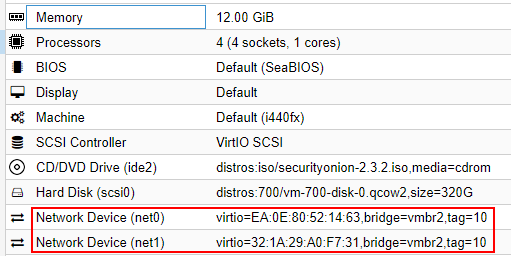 Memory 12.00 GiB
Processors 4 (4 sockets, 1 cores)
BIOS Default (SeaBIOS)
Display Default
Machine Default (i440fx)
SCSI Controller VirtIO SCSI
CD/DVD Drive (ide2) distros:iso/securityonion-2.3.2.iso,media=cdrom
Hard Disk (scsi0) distros:700/vm-700-disk-0.qcow2,size=320G
Network Device (net0) virtio=EA:0E:80:52:14:63,bridge=vmbr2,tag=10
Network Device (net1) virtio=32:1A:29:A0:F7:31,bridge=vmbr2,tag=10